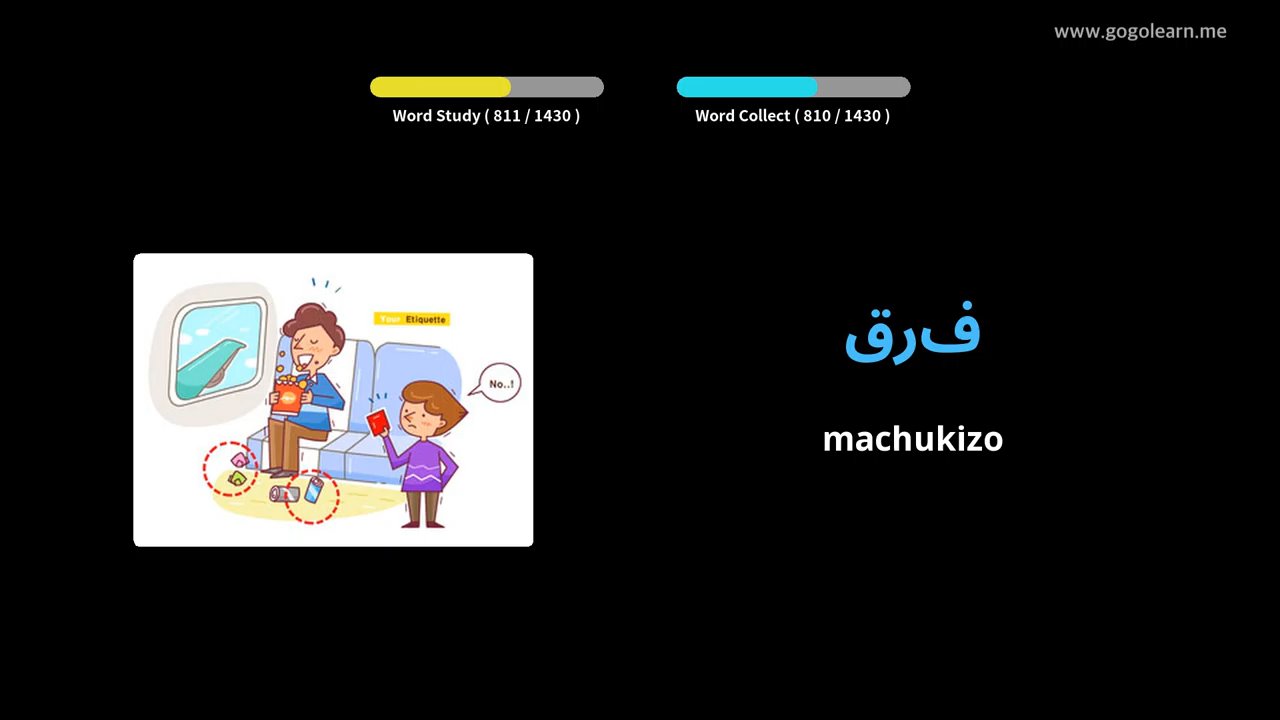 www.gogolearn.me
Word Study ( 811 / 1430 )
Word Collect ( 810 / 1430 )
Your Etiquette
No..!
فرق
machukizo